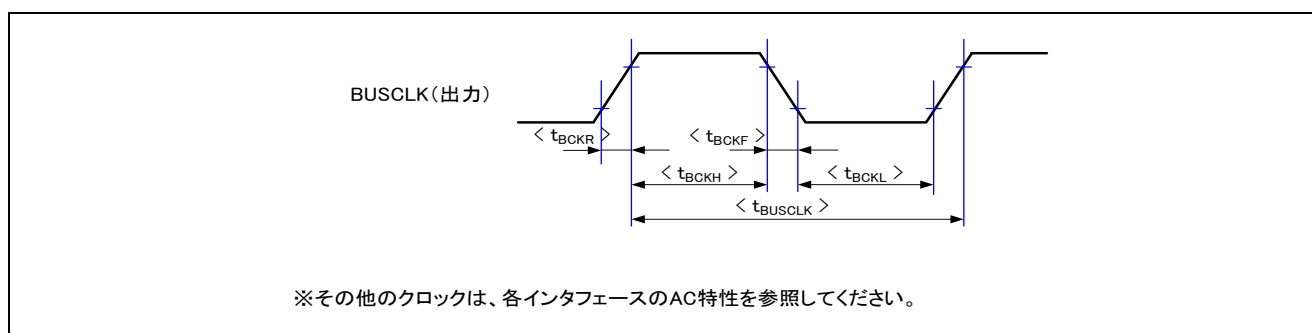 BUSCLK(出力)
< tBCKR >
< tBCKF >
< tBCKH >
< tBCKL >
< tBUSCLK >
※その他のクロックは、各インタフェースのAC特性を参照してください。